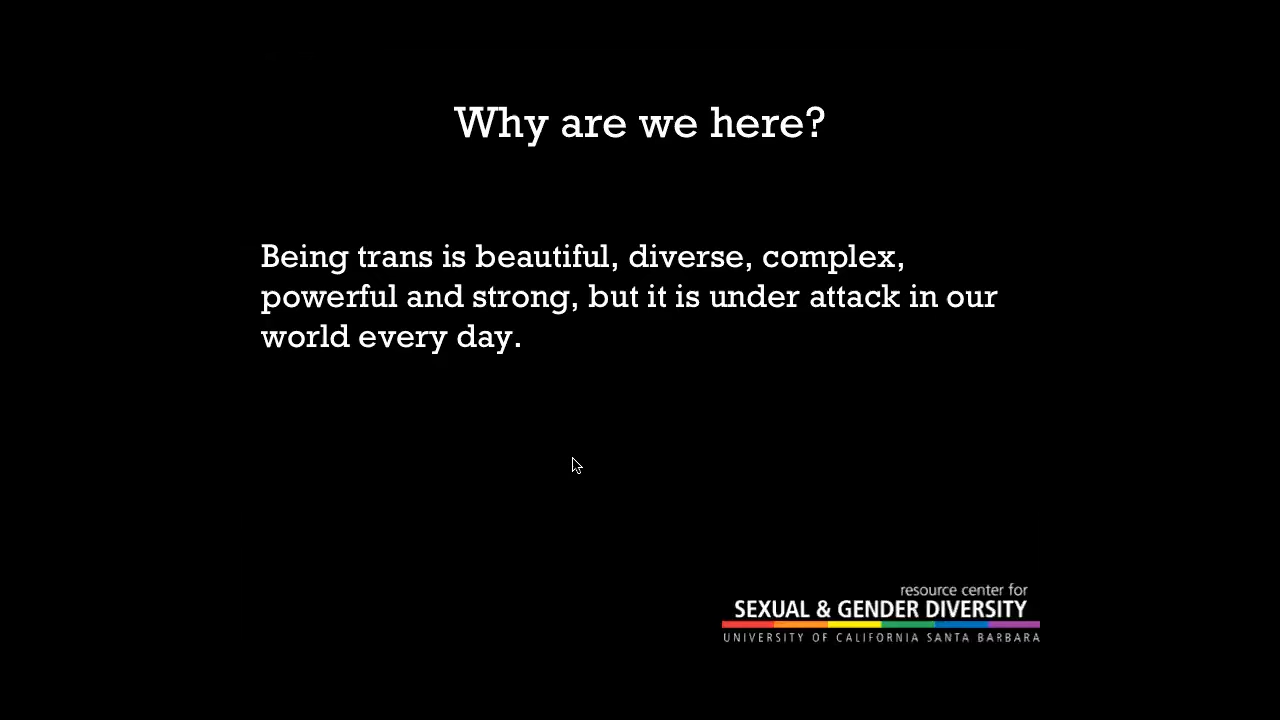 Why are we here?
Being trans is beautiful, diverse, complex,
powerful and strong, but it is under attack in our
world every day.
resource center for
SEXUAL & GENDER DIVERSITY
UNIVERSITY OF CALIFORNIA SANTA BARBARA